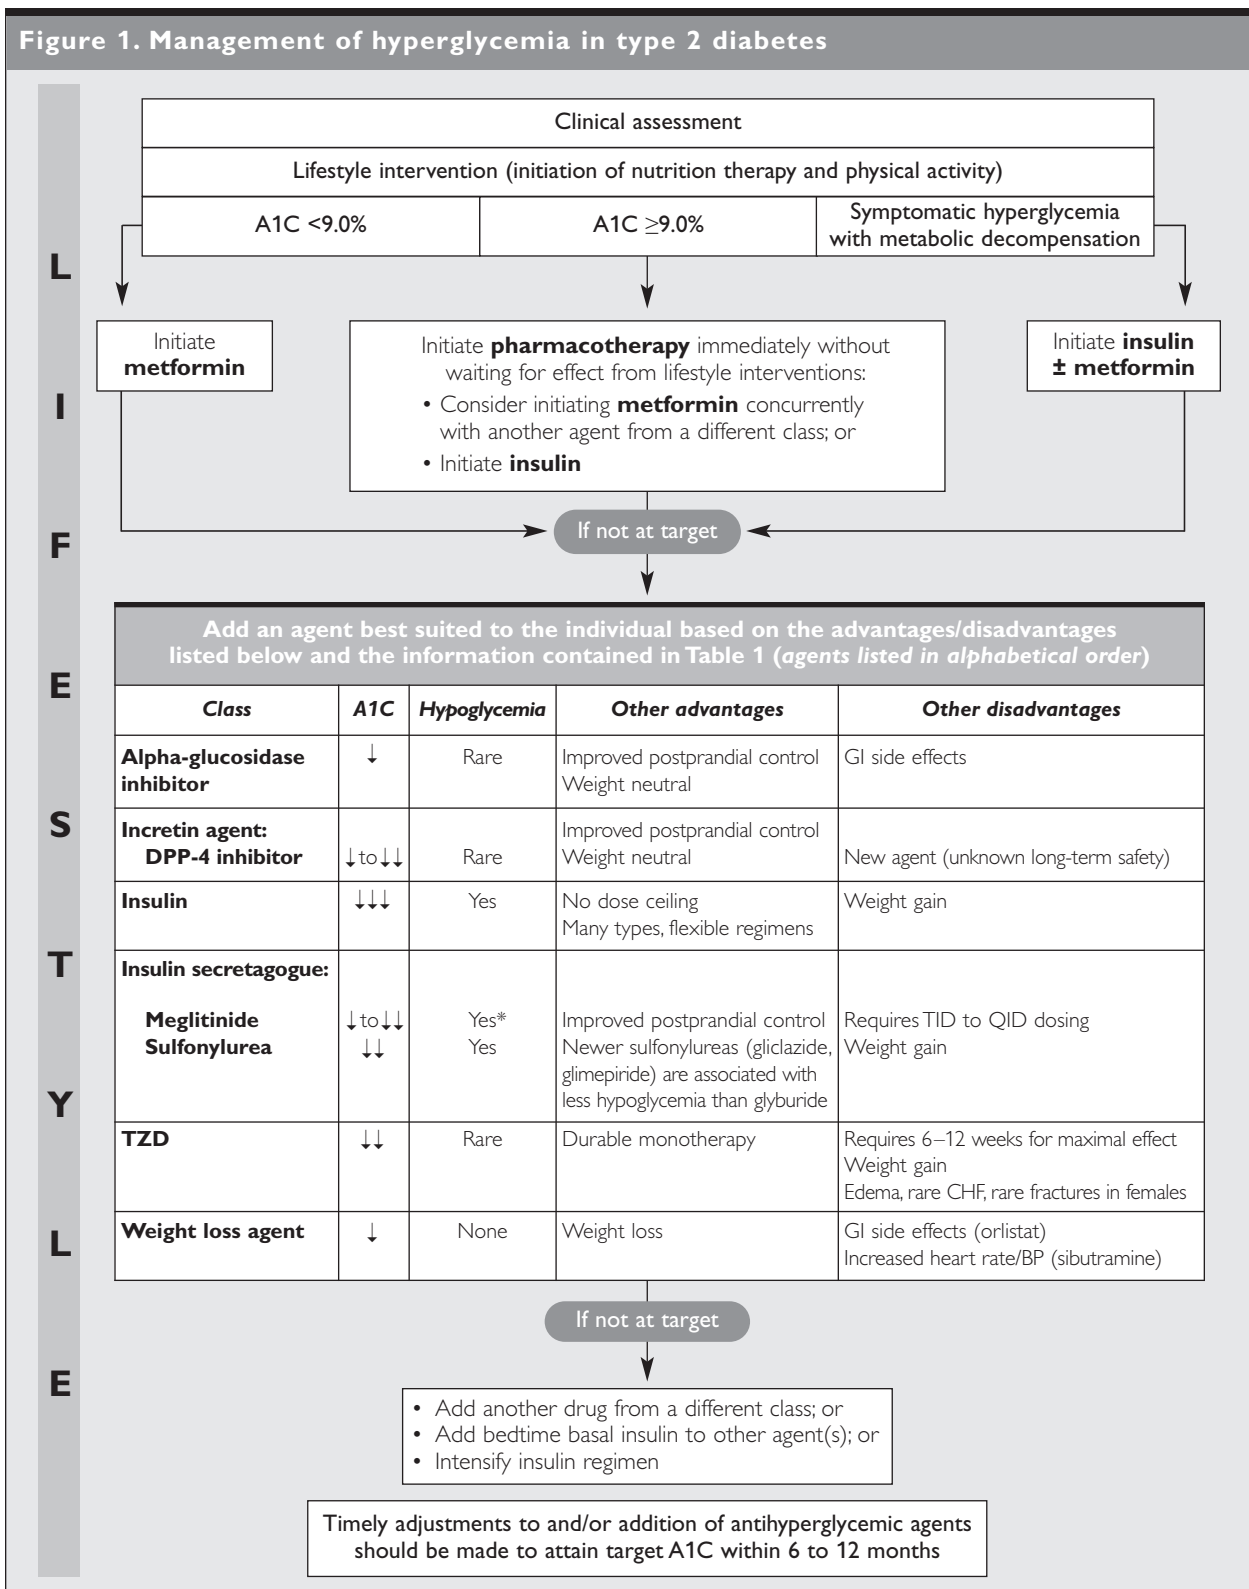 Figure 1. Management of hyperglycemia in type 2 diabetes
LIFESTYLE
Clinical assessment
Lifestyle intervention (initiation of nutrition therapy and physical activity)
A1C <9.0%
A1C ≥9.0%
Symptomatic hyperglycemia
with metabolic decompensation
Initiate
metformin
Initiate pharmacotherapy immediately without
waiting for effect from lifestyle interventions:
• Consider initiating metformin concurrently
with another agent from a different class; or
• Initiate insulin
Initiate insulin
± metformin
If not at target
Add an agent best suited to the individual based on the advantages/disadvantages
listed below and the information contained in Table 1 (agents listed in alphabetical order)
Class A1C Hypoglycemia Other advantages Other disadvantages
Alpha-glucosidase ↓ Rare Improved postprandial control GI side effects
inhibitor Weight neutral
Incretin agent: Improved postprandial control
DPP-4 inhibitor ↓to↓↓ Rare Weight neutral New agent (unknown long-term safety)
Insulin ↓↓↓ Yes No dose ceiling Weight gain
Many types, flexible regimens
Insulin secretagogue:
Meglitinide ↓to↓↓ Yes* Improved postprandial control Requires TID to QID dosing
Sulfonylurea ↓↓ Yes Newer sulfonylureas (gliclazide, Weight gain
glimepiride) are associated with
less hypoglycemia than glyburide
TZD ↓↓ Rare Durable monotherapy Requires 6–12 weeks for maximal effect
Weight gain
Edema, rare CHF, rare fractures in females
Weight loss agent ↓ None Weight loss GI side effects (orlistat)
Increased heart rate/BP (sibutramine)
If not at target
• Add another drug from a different class; or
• Add bedtime basal insulin to other agent(s); or
• Intensify insulin regimen
Timely adjustments to and/or addition of antihyperglycemic agents
should be made to attain target A1C within 6 to 12 months